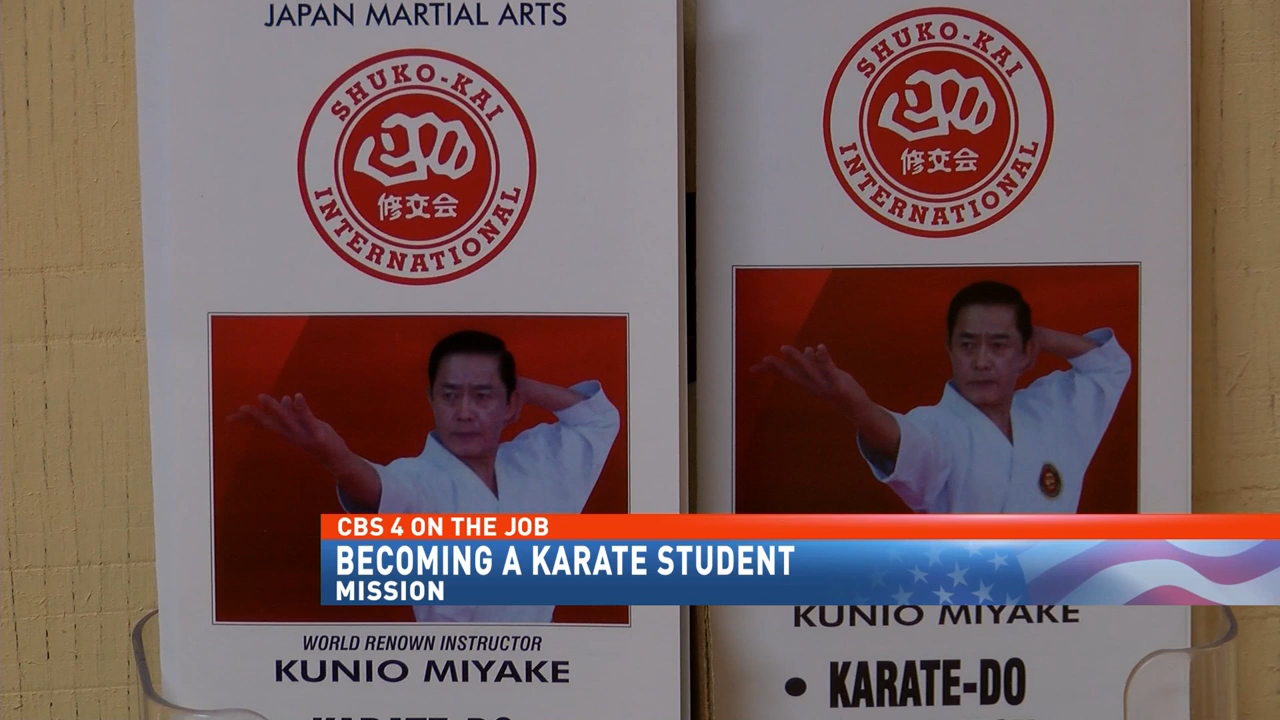 JAPAN MARTIAL ARTS
SHUKO-KAI
修交会
INTERNATIONAL
WORLD RENOWN INSTRUCTOR
KUNIO MIYAKE
SHUKO-KAI
修交会
INTERNATIONAL
KUNIO MIYAKE
• KARATE-DO
CBS 4 ON THE JOB
BECOMING A KARATE STUDENT
MISSION